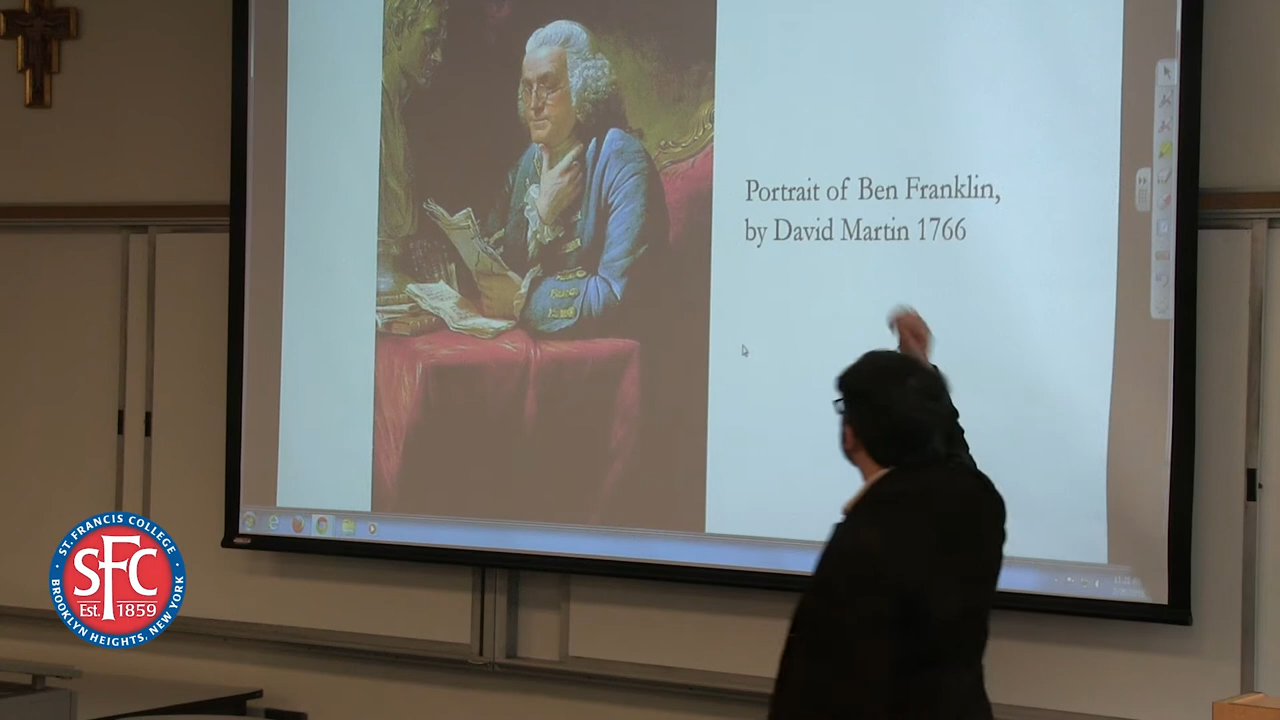 Portrait of Ben Franklin,
by David Martin 1766
ST. FRANCIS COLLEGE
SFC
Est. 1859
BROOKLYN HEIGHTS, NEW YORK